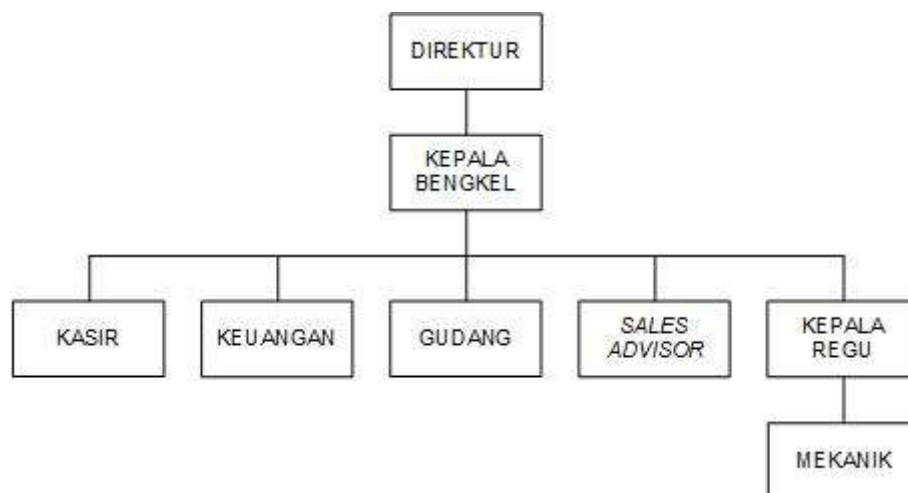 DIREKTUR
KEPALA
BENGKEL
KASIR
KEUANGAN
GUDANG
SALES
ADVISOR
KEPALA
REGU
MEKANIK